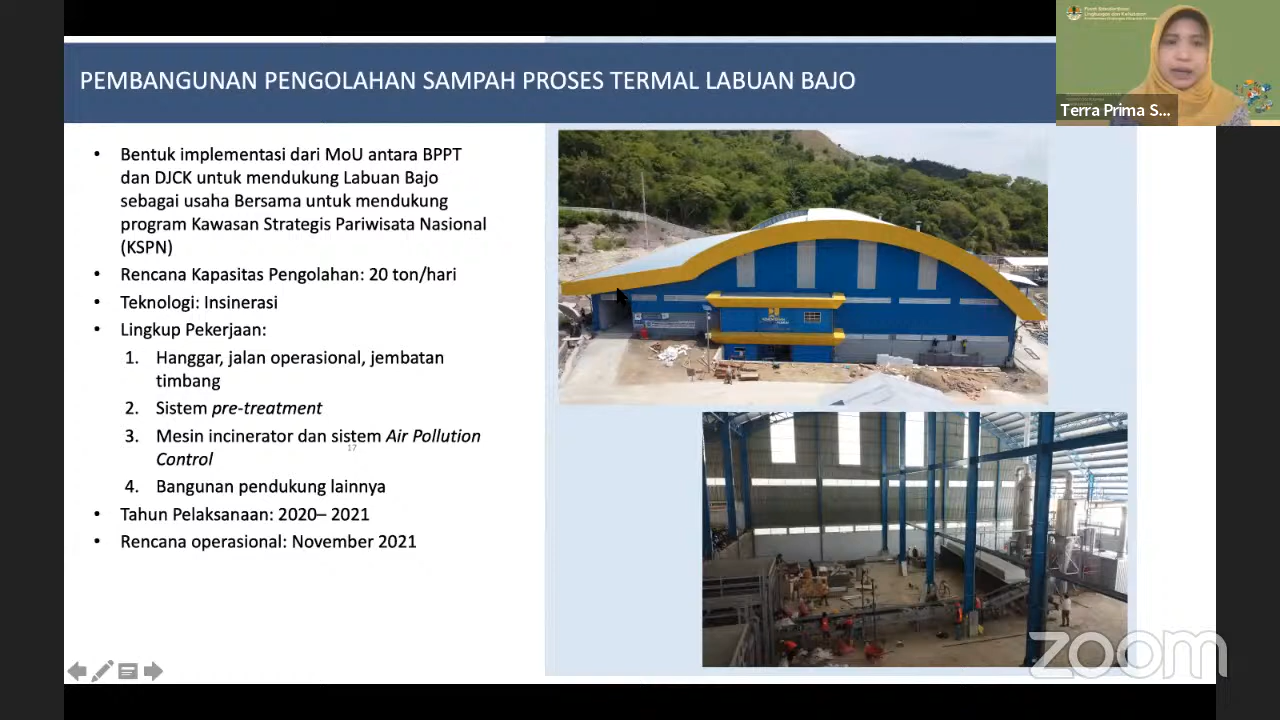 PEMBANGUNAN PENGOLAHAN SAMPAH PROSES TERMAL LABUAN BAJO
Terra Prima S...
• Bentuk implementasi dari MoU antara BPPT
dan DJCK untuk mendukung Labuan Bajo
sebagai usaha Bersama untuk mendukung
program Kawasan Strategis Pariwisata Nasional
(KSPN)
• Rencana Kapasitas Pengolahan: 20 ton/hari
• Teknologi: Insinerasi
• Lingkup Pekerjaan:
1. Hanggar, jalan operasional, jembatan
timbang
2. Sistem pre-treatment
3. Mesin incinerator dan sistem Air Pollution
Control
17
4. Bangunan pendukung lainnya
• Tahun Pelaksanaan: 2020– 2021
• Rencana operasional: November 2021
zoom